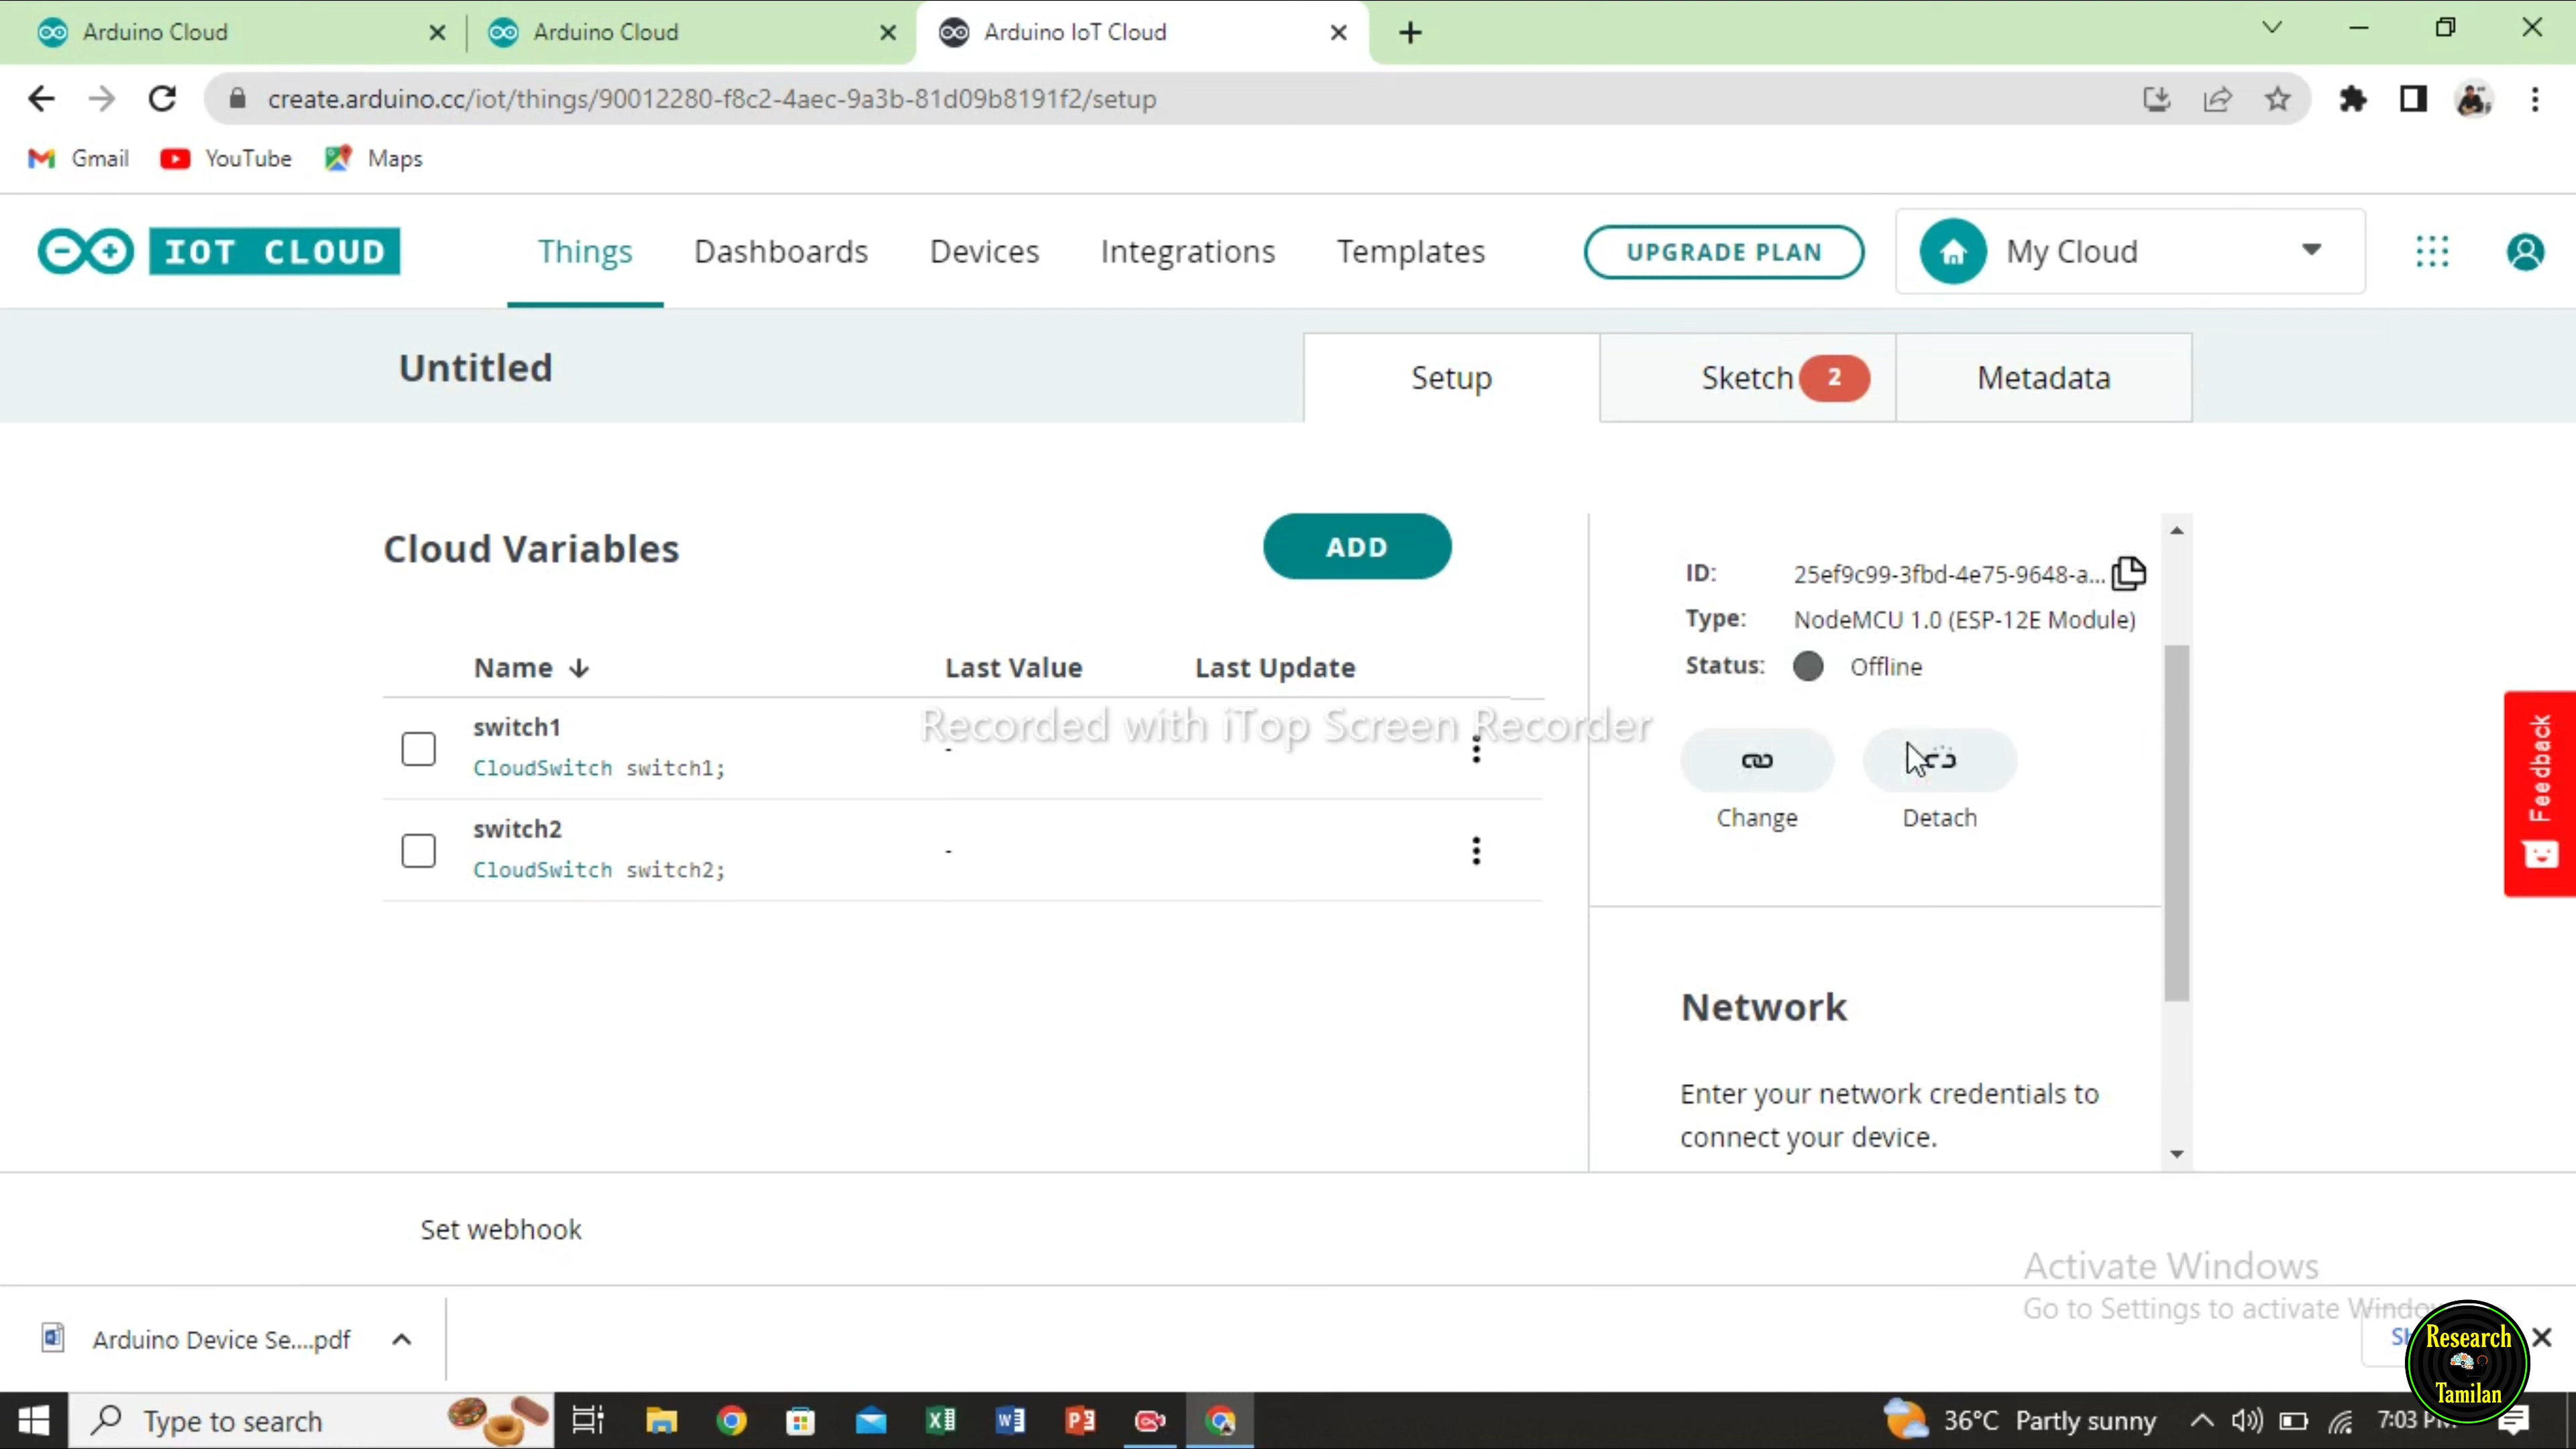 Arduino Cloud
Arduino Cloud
Arduino IoT Cloud
create.arduino.cc/iot/things/90012280-f8c2-4aec-9a3b-81d09b8191f2/setup
Gmail YouTube Maps
IOT CLOUD
Things Dashboards Devices Integrations Templates
UPGRADE PLAN
My Cloud
Untitled
Setup
Sketch 2
Metadata
Cloud Variables
ADD
Name Last Value Last Update
switch1
CloudSwitch switch1;
-
switch2
CloudSwitch switch2;
-
Recorded with iTop Screen Recorder
ID: 25ef9c99-3fbd-4e75-9648-a...
Type: NodeMCU 1.0 (ESP-12E Module)
Status: Offline
Change
Detach
Network
Enter your network credentials to
connect your device.
Feedback
Set webhook
Activate Windows
Go to Settings to activate
Arduino Device Se....pdf
Research
Tamilan
Type to search
36°C Partly sunny
7:03